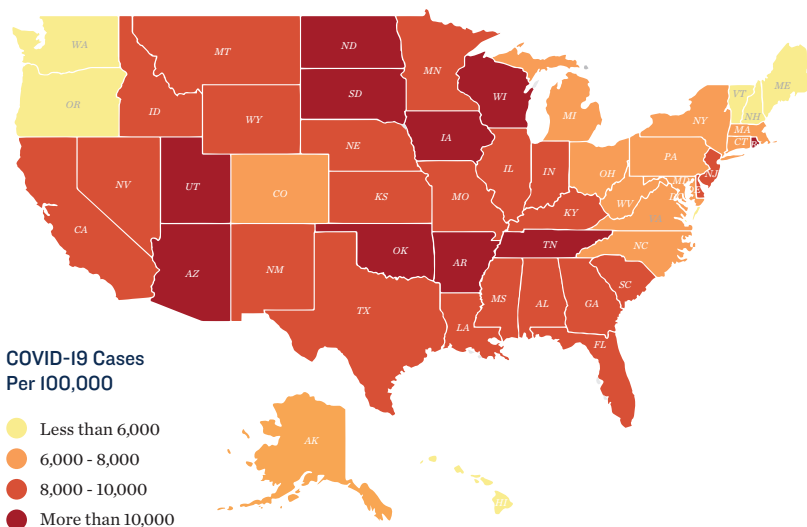 WA
MT
ND
MN
OR
ID
SD
WI
MI
VT
ME
NH
NY
MA
CT
WY
NE
IA
IL
IN
OH
PA
NJ
NV
UT
CO
KS
MO
KY
WV
VA
MD
CA
AZ
NM
OK
AR
TN
NC
TX
LA
MS
AL
GA
SC
FL
COVID-19 Cases
Per 100,000
Less than 6,000
6,000 - 8,000
8,000 - 10,000
More than 10,000
AK
HI